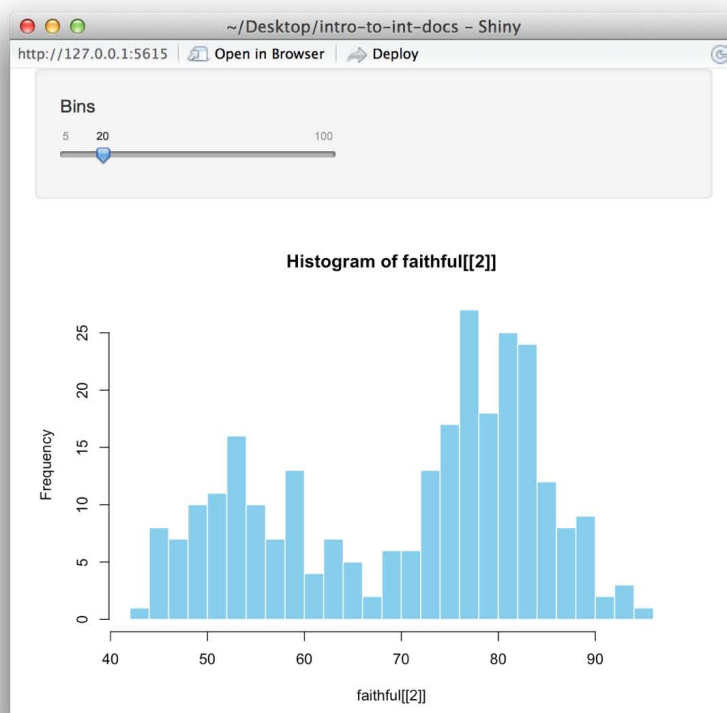 ~/Desktop/intro-to-int-docs – Shiny
http://127.0.0.1:5615 Open in Browser Deploy
Bins
5 20 100
Histogram of faithful[[2]]
Frequency
25
20
15
10
5
0
40 50 60 70 80 90
faithful[[2]]